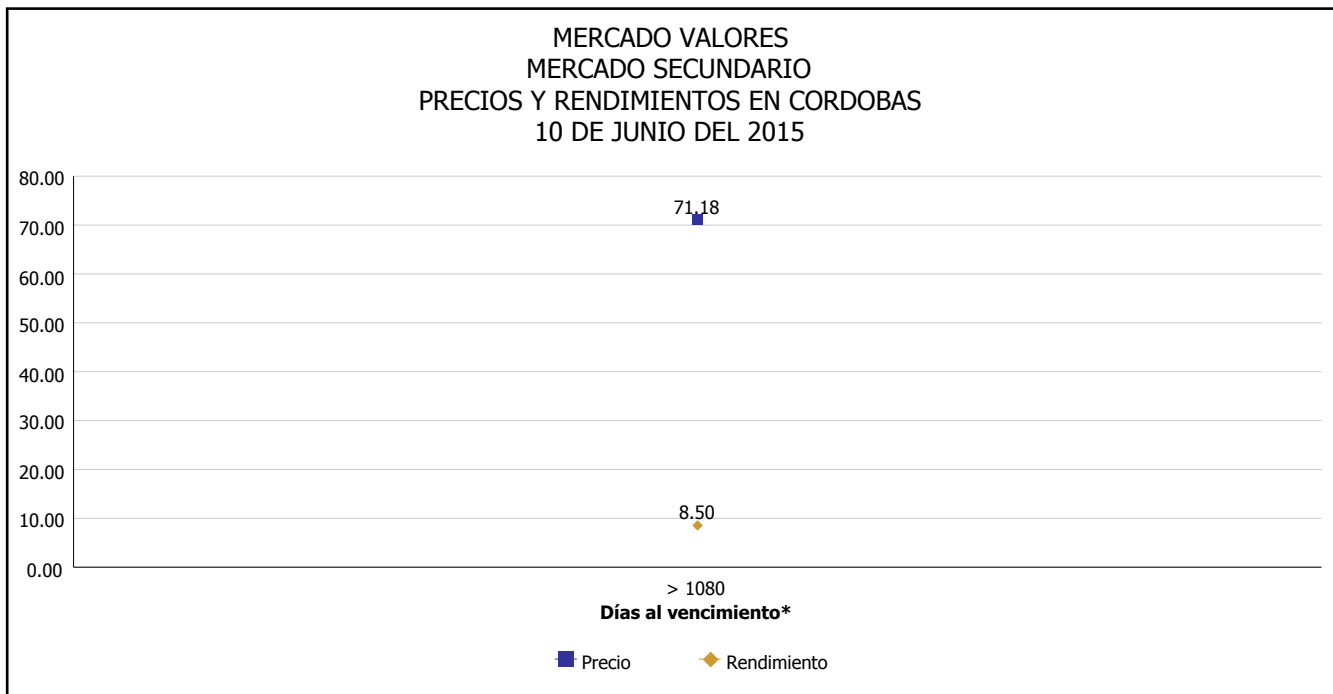 MERCADO VALORES
MERCADO SECUNDARIO
PRECIOS Y RENDIMIENTOS EN CORDOBAS
10 DE JUNIO DEL 2015
80.00
71.18
70.00
60.00
50.00
40.00
30.00
20.00
8.50
10.00
0.00
> 1080
Días al vencimiento*
Precio Rendimiento